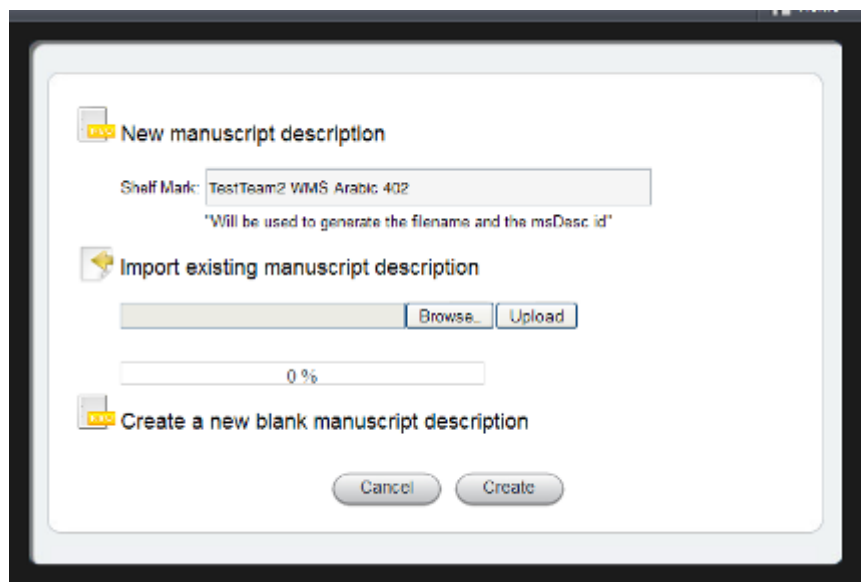 New manuscript description
Shelf Mark: TestTeam2 WMS Arabic 402
"Will be used to generate the filename and the msDesc id"
Import existing manuscript description
Browse... Upload
0 %
Create a new blank manuscript description
Cancel Create